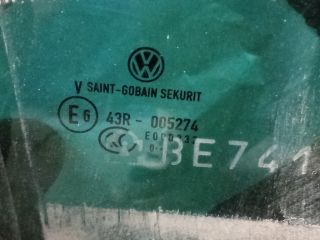 V SAINT-GOBAIN SEKURIT
E6 43R - 005274
BE741